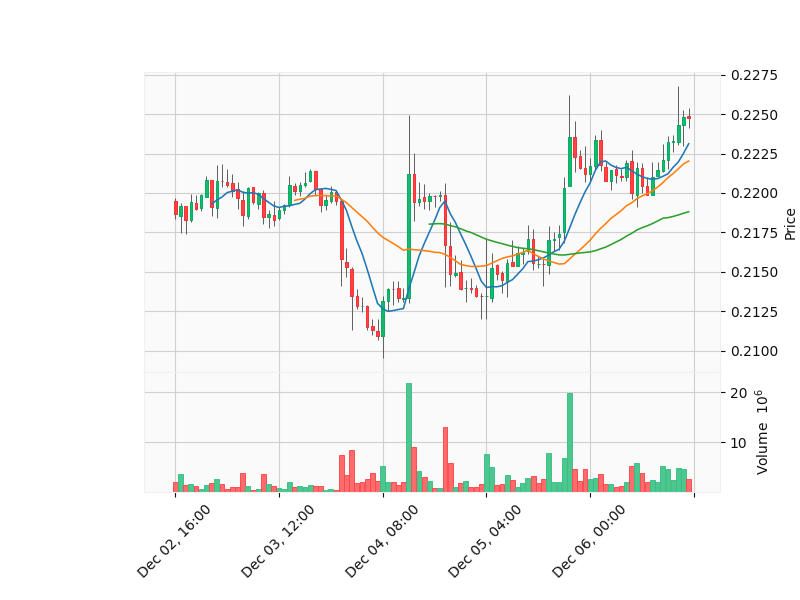 0.2275
0.2250
0.2225
0.2200
0.2175
0.2150
0.2125
0.2100
Price
20
10
Volume 10⁶
Dec 02, 16:00
Dec 03, 12:00
Dec 04, 08:00
Dec 05, 04:00
Dec 06, 00:00